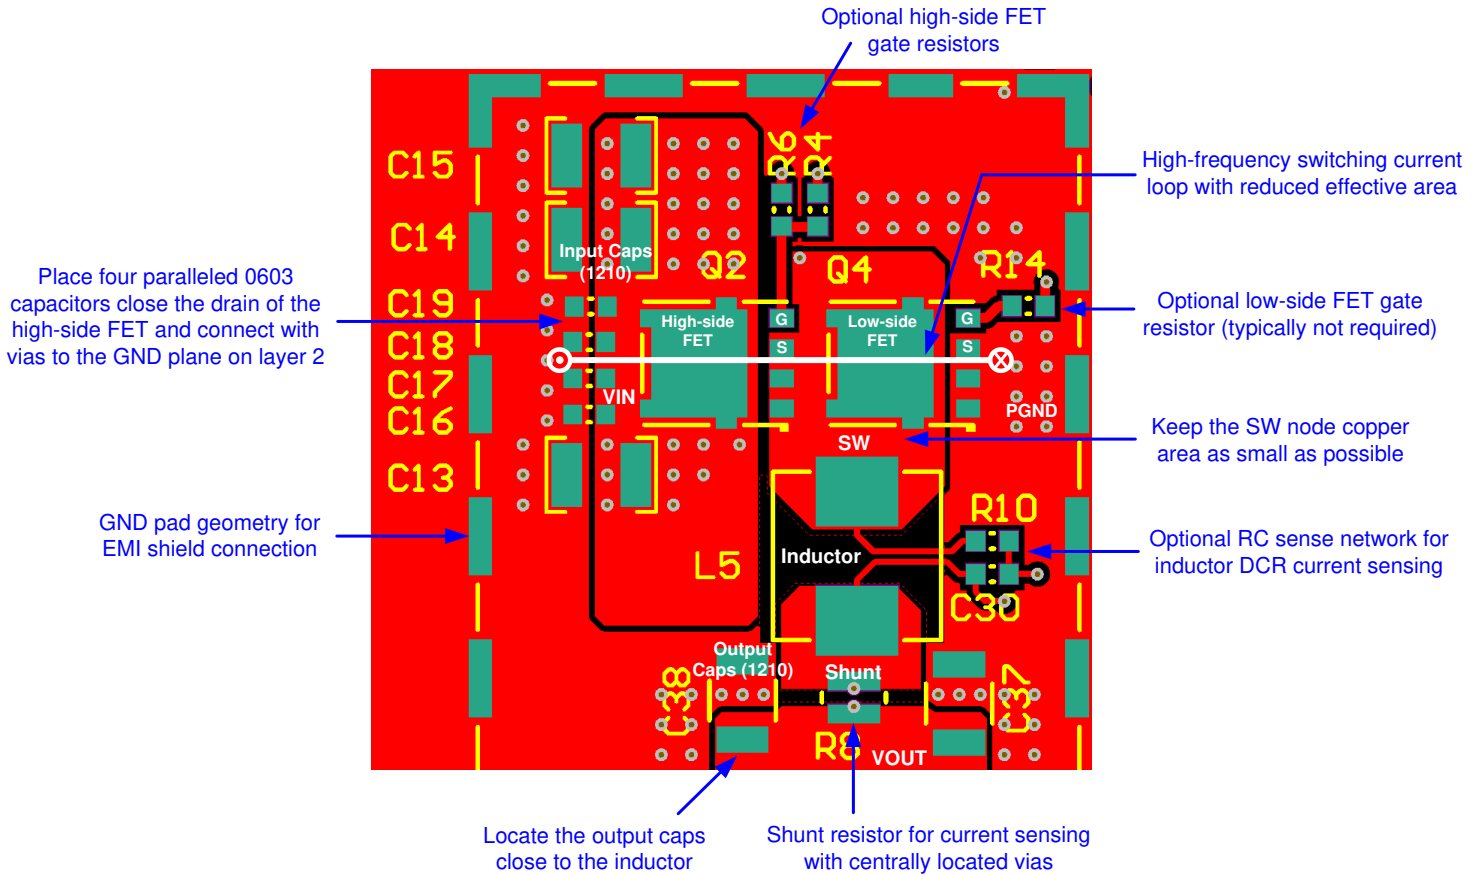 Optional high-side FET
gate resistors
R6
R4
C15
High-frequency switching current
loop with reduced effective area
C14
Input Caps
(1210)
Q2
Q4
R14
Place four paralleled 0603
capacitors close the drain of the
high-side FET and connect with
vias to the GND plane on layer 2
C19
C18
C17
C16
High-side
FET
G
S
Low-side
FET
G
S
Optional low-side FET gate
resistor (typically not required)
VIN
PGND
SW
Keep the SW node copper
area as small as possible
C13
R10
GND pad geometry for
EMI shield connection
Inductor
L5
Optional RC sense network for
inductor DCR current sensing
C30
Output
Caps (1210)
Shunt
C38
C37
R8
VOUT
Locate the output caps
close to the inductor
Shunt resistor for current sensing
with centrally located vias